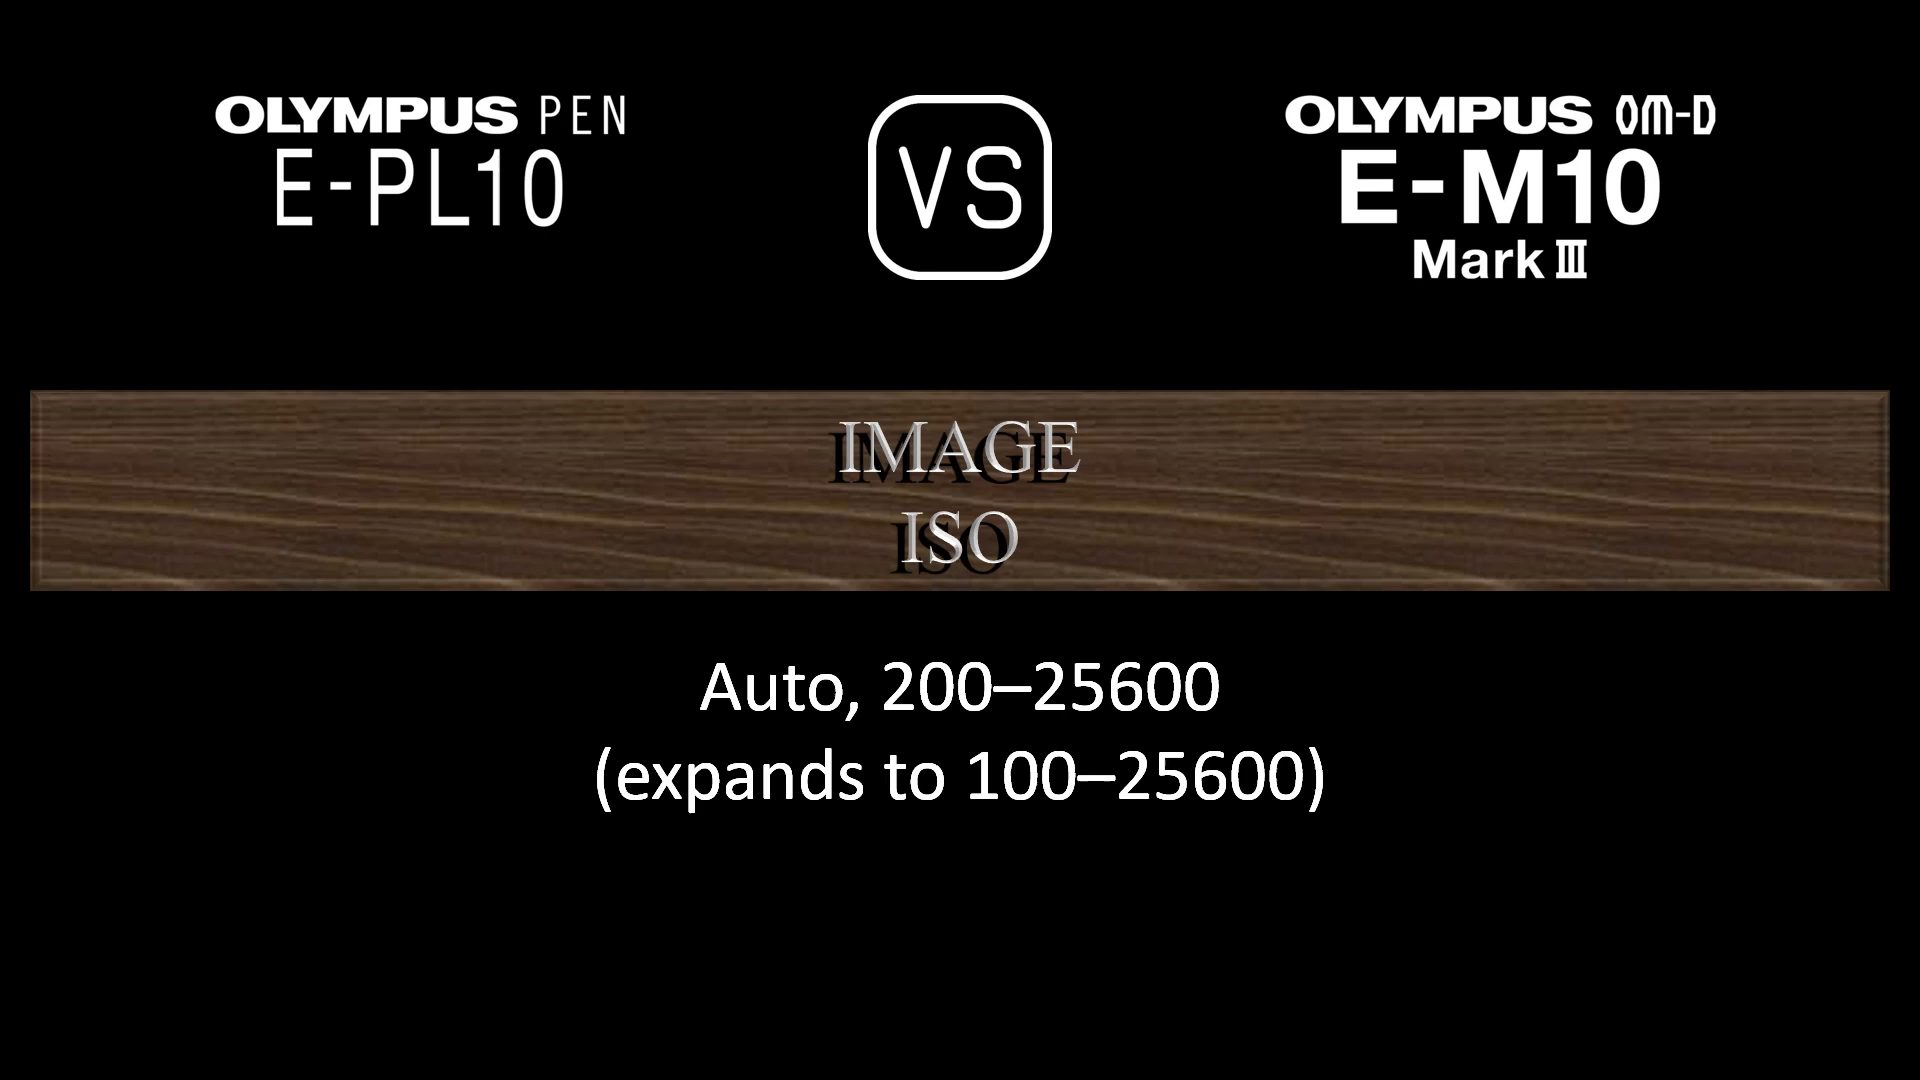 OLYMPUS PEN
E-PL10
VS
OLYMPUS OM-D
E-M10
Mark III
IMAGE
ISO
Auto, 200–25600
(expands to 100–25600)